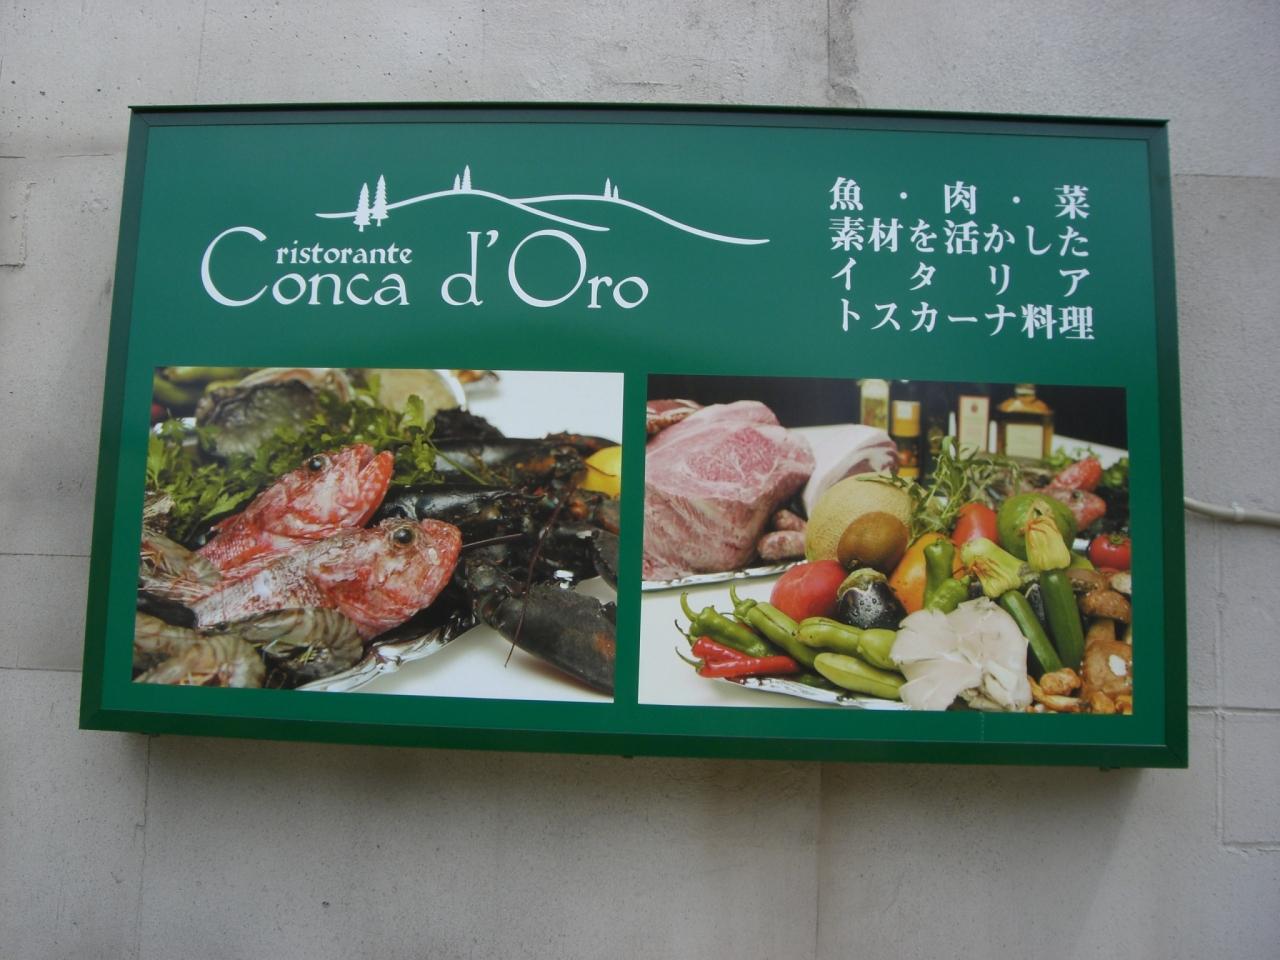 ristorante
Conca d'Oro
魚・肉・菜
素材を活かした
イタリア
トスカーナ料理